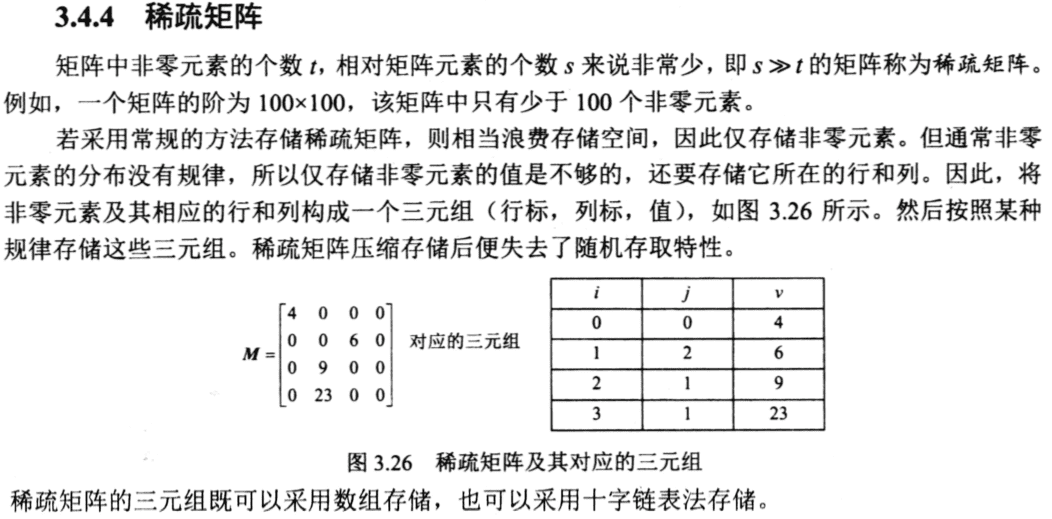 3.4.4 稀疏矩阵
矩阵中非零元素的个数 t，相对矩阵元素的个数 s 来说非常少，即 s≫t 的矩阵称为稀疏矩阵。
例如，一个矩阵的阶为 100×100，该矩阵中只有少于 100 个非零元素。
若采用常规的方法存储稀疏矩阵，则相当浪费存储空间，因此仅存储非零元素。但通常非零
元素的分布没有规律，所以仅存储非零元素的值是不够的，还要存储它所在的行和列。因此，将
非零元素及其相应的行和列构成一个三元组（行标，列标，值），如图 3.26 所示。然后按照某种
规律存储这些三元组。稀疏矩阵压缩存储后便失去了随机存取特性。
4 0 0 0
0 0 6 0
M =
0 9 0 0
0 23 0 0
对应的三元组
i j v
0 0 4
1 2 6
2 1 9
3 1 23
图 3.26 稀疏矩阵及其对应的三元组
稀疏矩阵的三元组既可以采用数组存储，也可以采用十字链表法存储。